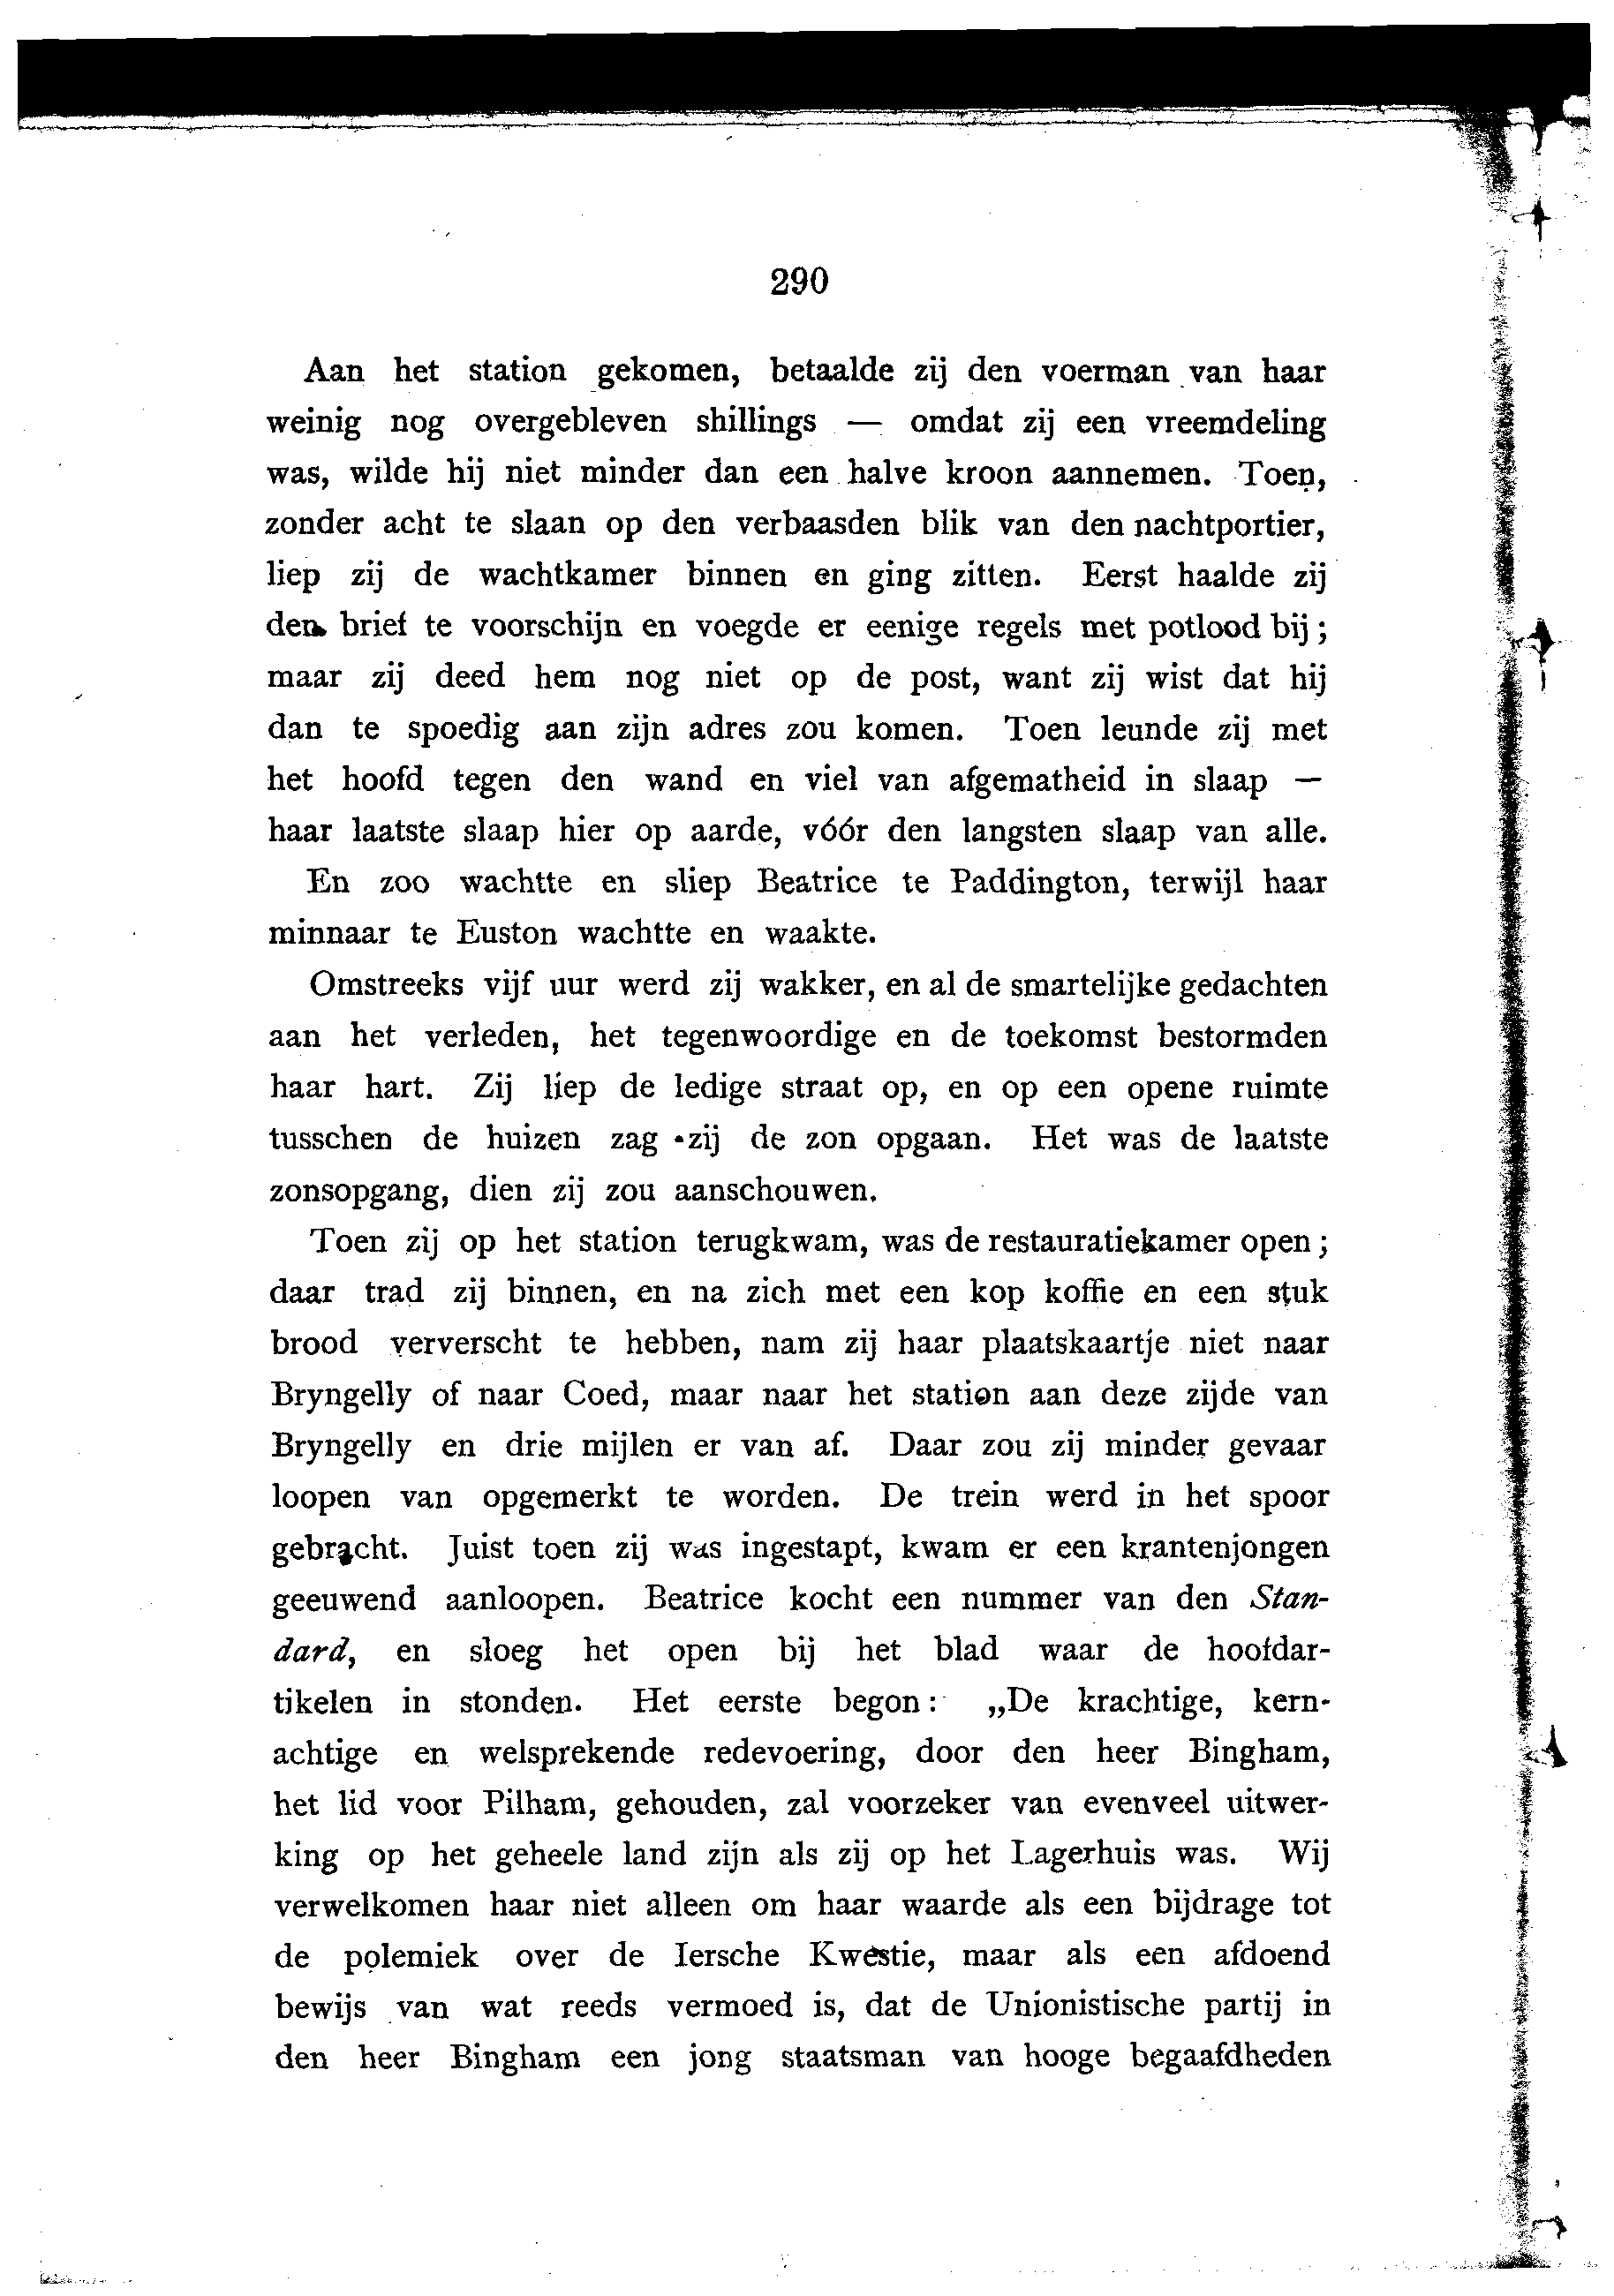 290
Aan het station gekomen, betaalde zij den voerman van haar
weinig nog overgebleven shillings — omdat zij een vreemdeling
was, wilde hij niet minder dan een halve kroon aannemen. Toen,
zonder acht te slaan op den verbaasden blik van den nachtportier,
liep zij de wachtkamer binnen en ging zitten. Eerst haalde zij
den brief te voorschijn en voegde er eenige regels met potlood bij;
maar zij deed hem nog niet op de post, want zij wist dat hij
dan te spoedig aan zijn adres zou komen. Toen leunde zij met
het hoofd tegen den wand en viel van afgematheid in slaap —
haar laatste slaap hier op aarde, vóór den langsten slaap van alle.
En zoo wachtte en sliep Beatrice te Paddington, terwijl haar
minnaar te Euston wachtte en waakte.
Omstreeks vijf uur werd zij wakker, en al de smartelijke gedachten
aan het verleden, het tegenwoordige en de toekomst bestormden
haar hart. Zij liep de ledige straat op, en op een opene ruimte
tusschen de huizen zag zij de zon opgaan. Het was de laatste
zonsopgang, dien zij zou aanschouwen.
Toen zij op het station terugkwam, was de restauratiekamer open;
daar trad zij binnen, en na zich met een kop koffie en een stuk
brood ververscht te hebben, nam zij haar plaatskaartje niet naar
Bryngelly of naar Coed, maar naar het station aan deze zijde van
Bryngelly en drie mijlen er van af. Daar zou zij minder gevaar
loopen van opgemerkt te worden. De trein werd in het spoor
gebracht. Juist toen zij was ingestapt, kwam er een krantenjongen
geeuwend aanloopen. Beatrice kocht een nummer van den Stan-
dard, en sloeg het open bij het blad waar de hoofdar-
tikelen in stonden. Het eerste begon: „De krachtige, kern-
achtige en welsprekende redevoering, door den heer Bingham,
het lid voor Pilham, gehouden, zal voorzeker van evenveel uitwer-
king op het geheele land zijn als zij op het Lagerhuis was. Wij
verwelkomen haar niet alleen om haar waarde als een bijdrage tot
de polemiek over de Iersche Kwestie, maar als een afdoend
bewijs van wat reeds vermoed is, dat de Unionistische partij in
den heer Bingham een jong staatsman van hooge begaafdheden